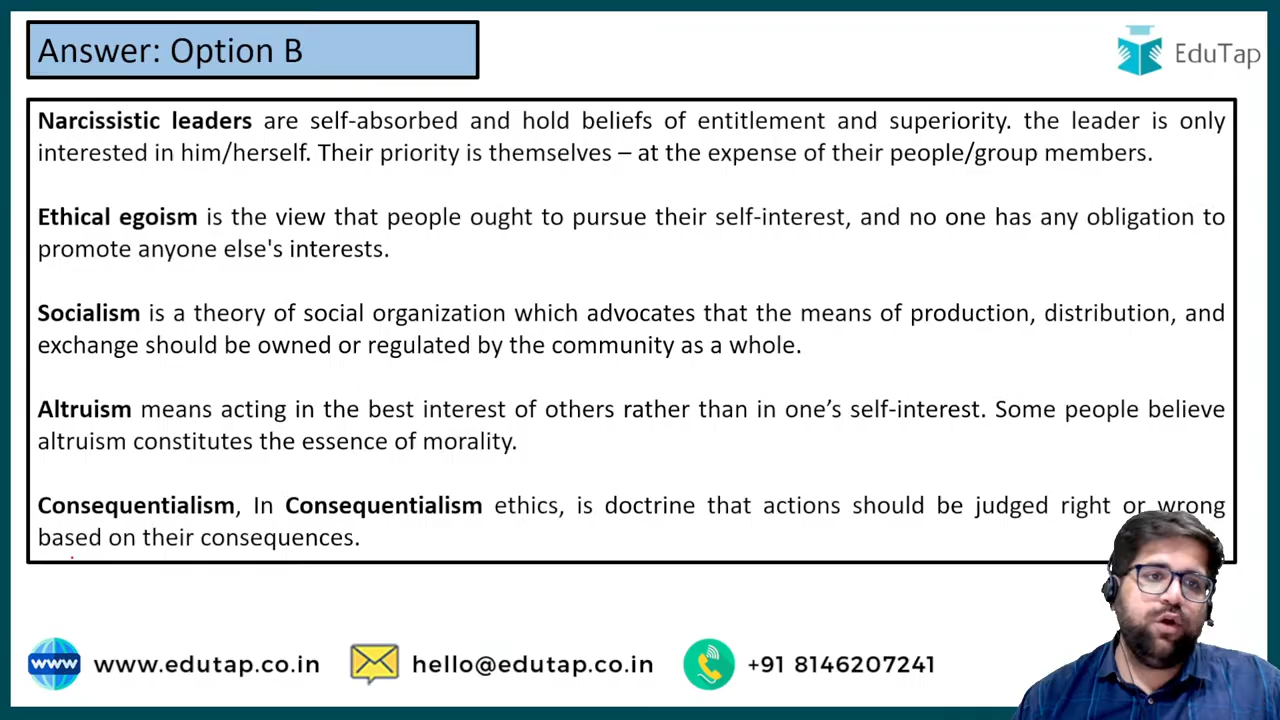 Answer: Option B
EduTap
Narcissistic leaders are self-absorbed and hold beliefs of entitlement and superiority. the leader is only
interested in him/herself. Their priority is themselves – at the expense of their people/group members.
Ethical egoism is the view that people ought to pursue their self-interest, and no one has any obligation to
promote anyone else's interests.
Socialism is a theory of social organization which advocates that the means of production, distribution, and
exchange should be owned or regulated by the community as a whole.
Altruism means acting in the best interest of others rather than in one’s self-interest. Some people believe
altruism constitutes the essence of morality.
Consequentialism, In Consequentialism ethics, is doctrine that actions should be judged right or wrong
based on their consequences.
www www.edutap.co.in hello@edutap.co.in +91 8146207241